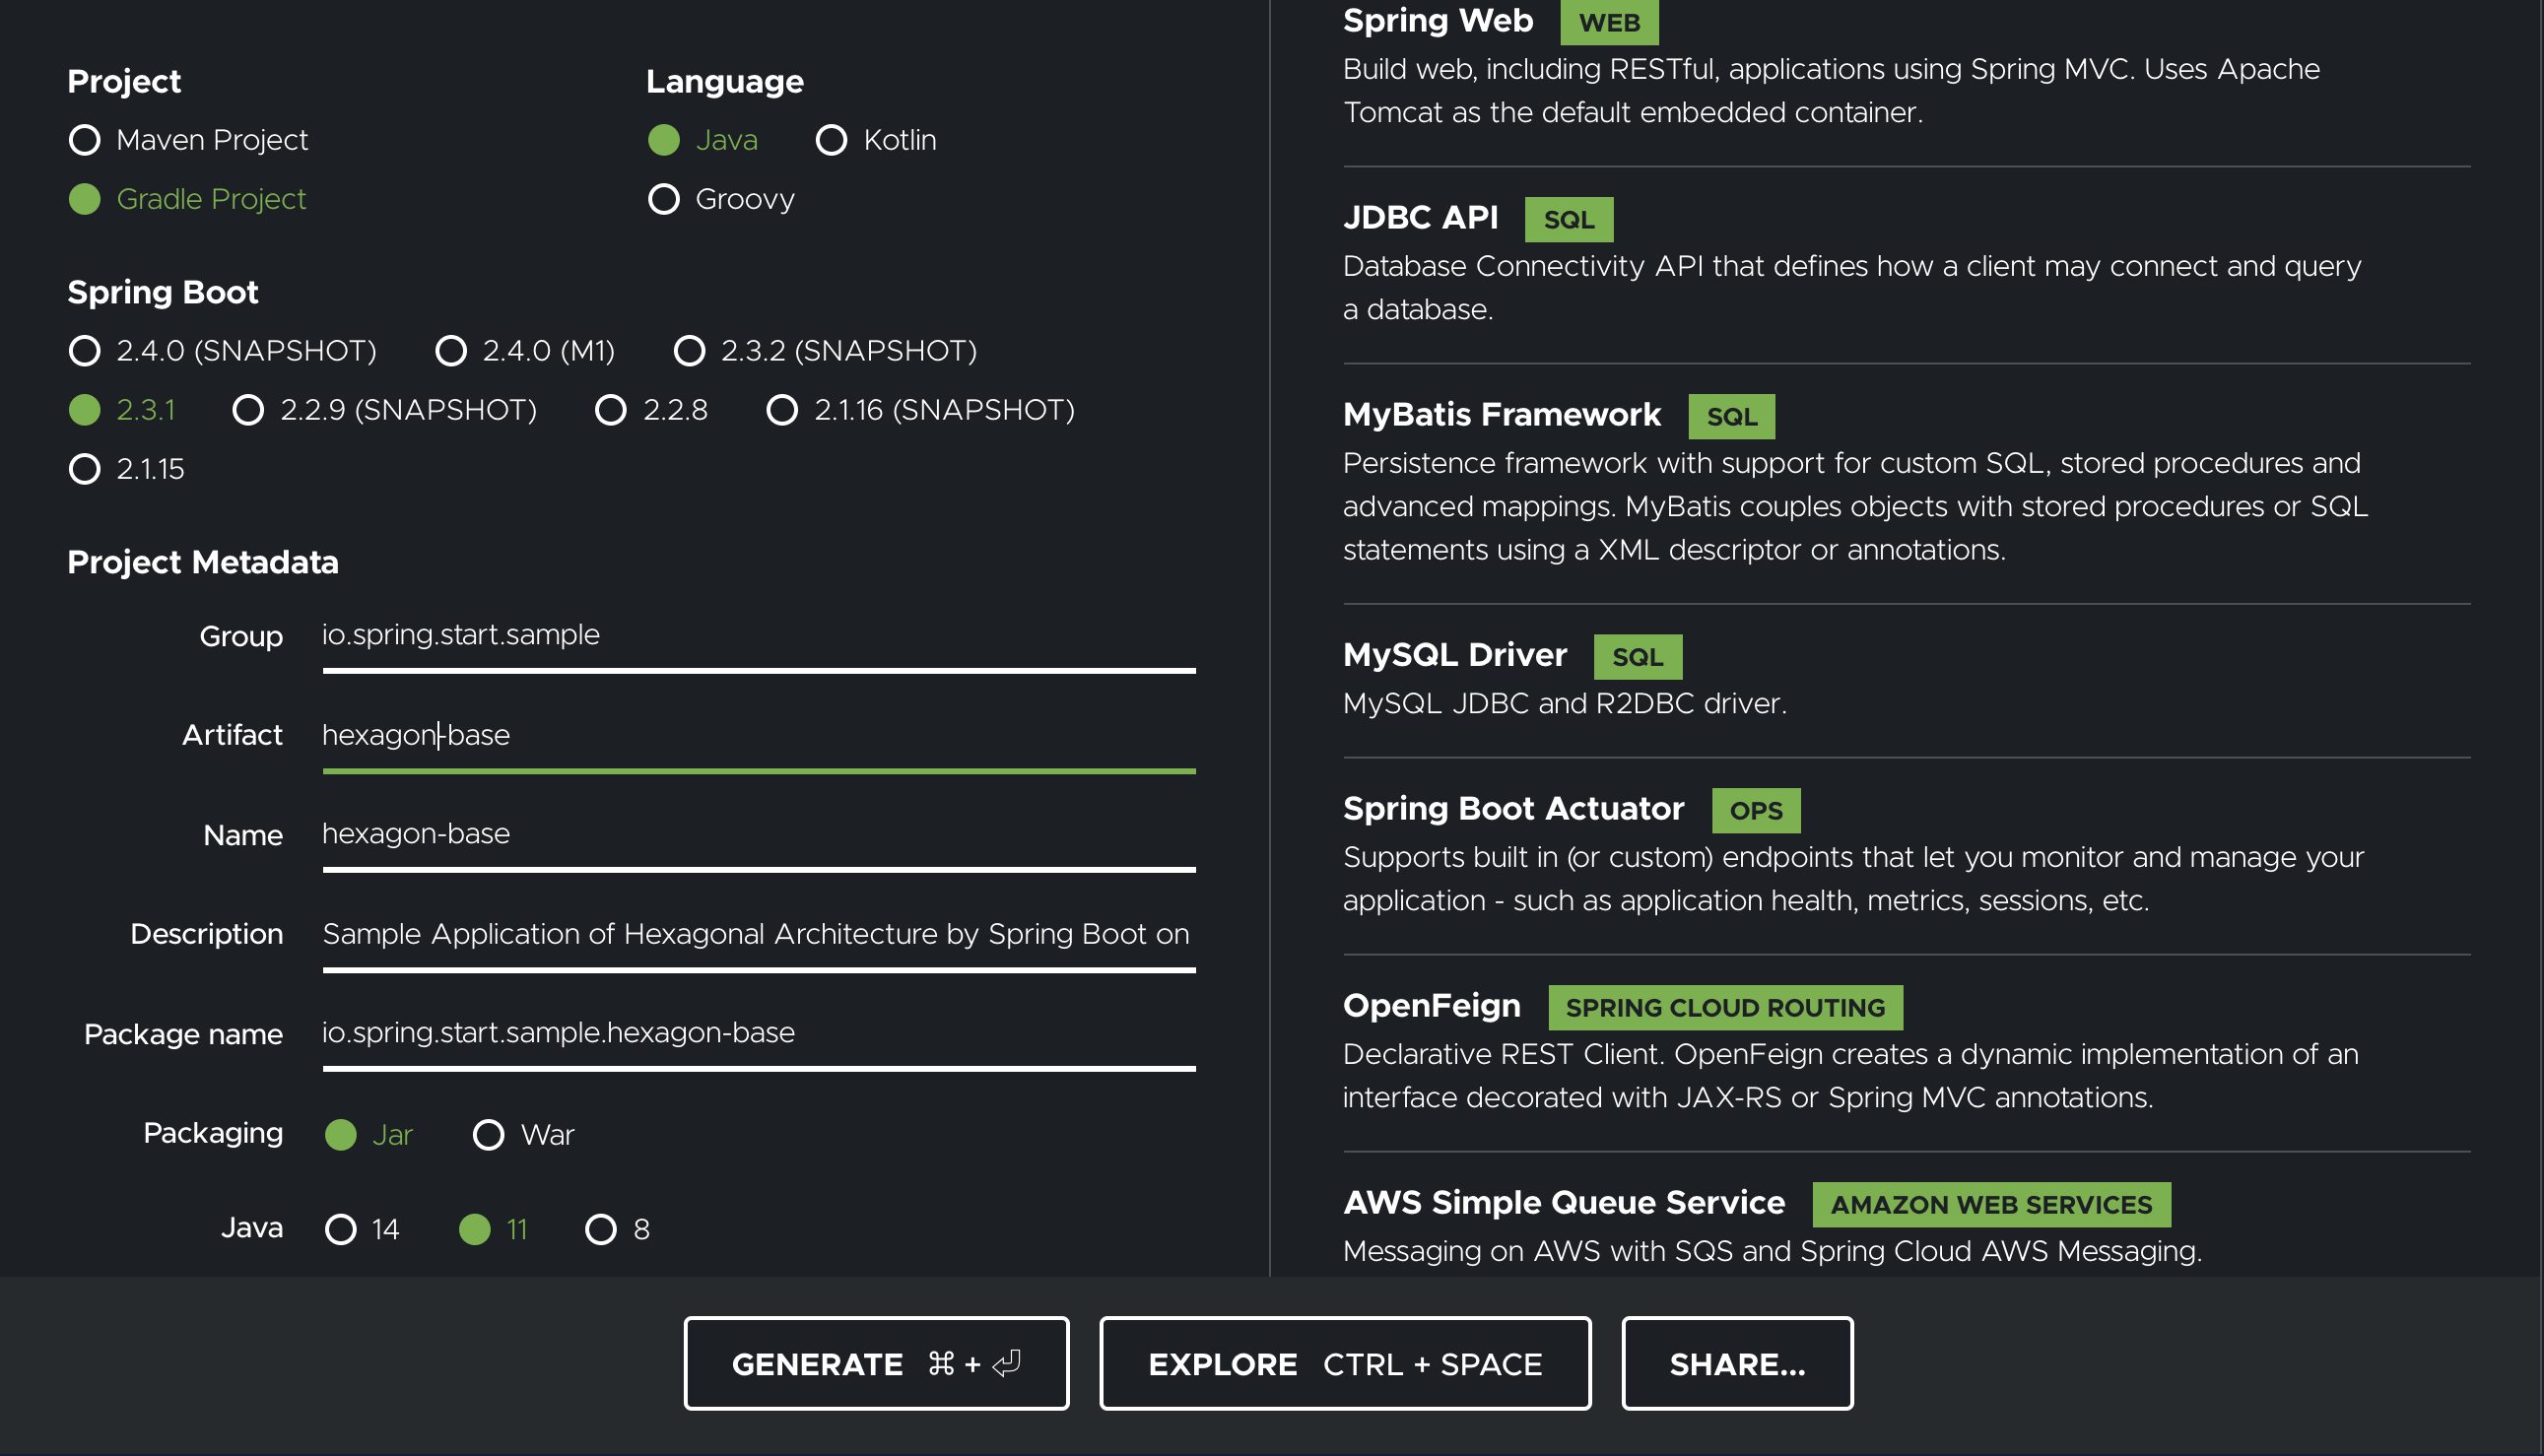 Project
Maven Project
Gradle Project
Language
Java Kotlin
Groovy
Spring Boot
2.4.0 (SNAPSHOT) 2.4.0 (M1) 2.3.2 (SNAPSHOT)
2.3.1 2.2.9 (SNAPSHOT) 2.2.8 2.1.16 (SNAPSHOT)
2.1.15
Project Metadata
Group io.spring.start.sample
Artifact hexagon-base
Name hexagon-base
Description Sample Application of Hexagonal Architecture by Spring Boot on
Package name io.spring.start.sample.hexagon-base
Packaging Jar War
Java 14 11 8
Spring Web WEB
Build web, including RESTful, applications using Spring MVC. Uses Apache
Tomcat as the default embedded container.
JDBC API SQL
Database Connectivity API that defines how a client may connect and query
a database.
MyBatis Framework SQL
Persistence framework with support for custom SQL, stored procedures and
advanced mappings. MyBatis couples objects with stored procedures or SQL
statements using a XML descriptor or annotations.
MySQL Driver SQL
MySQL JDBC and R2DBC driver.
Spring Boot Actuator OPS
Supports built in (or custom) endpoints that let you monitor and manage your
application - such as application health, metrics, sessions, etc.
OpenFeign SPRING CLOUD ROUTING
Declarative REST Client. OpenFeign creates a dynamic implementation of an
interface decorated with JAX-RS or Spring MVC annotations.
AWS Simple Queue Service AMAZON WEB SERVICES
Messaging on AWS with SQS and Spring Cloud AWS Messaging.
GENERATE ⌘ + ⏎
EXPLORE CTRL + SPACE
SHARE...